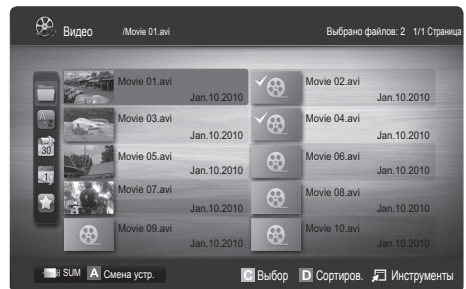 Видео /Movie 01.avi Выбрано файлов: 2 1/1 Страница
Movie 01.avi Movie 02.avi
Jan.10.2010 Jan.10.2010
Movie 03.avi Movie 04.avi
Jan.10.2010 Jan.10.2010
Movie 05.avi Movie 06.avi
Jan.10.2010 Jan.10.2010
Movie 07.avi Movie 08.avi
Jan.10.2010 Jan.10.2010
Movie 09.avi Movie 10.avi
Jan.10.2010 Jan.10.2010
SUM A Смена устр. C Выбор D Сортиров. Инструменты